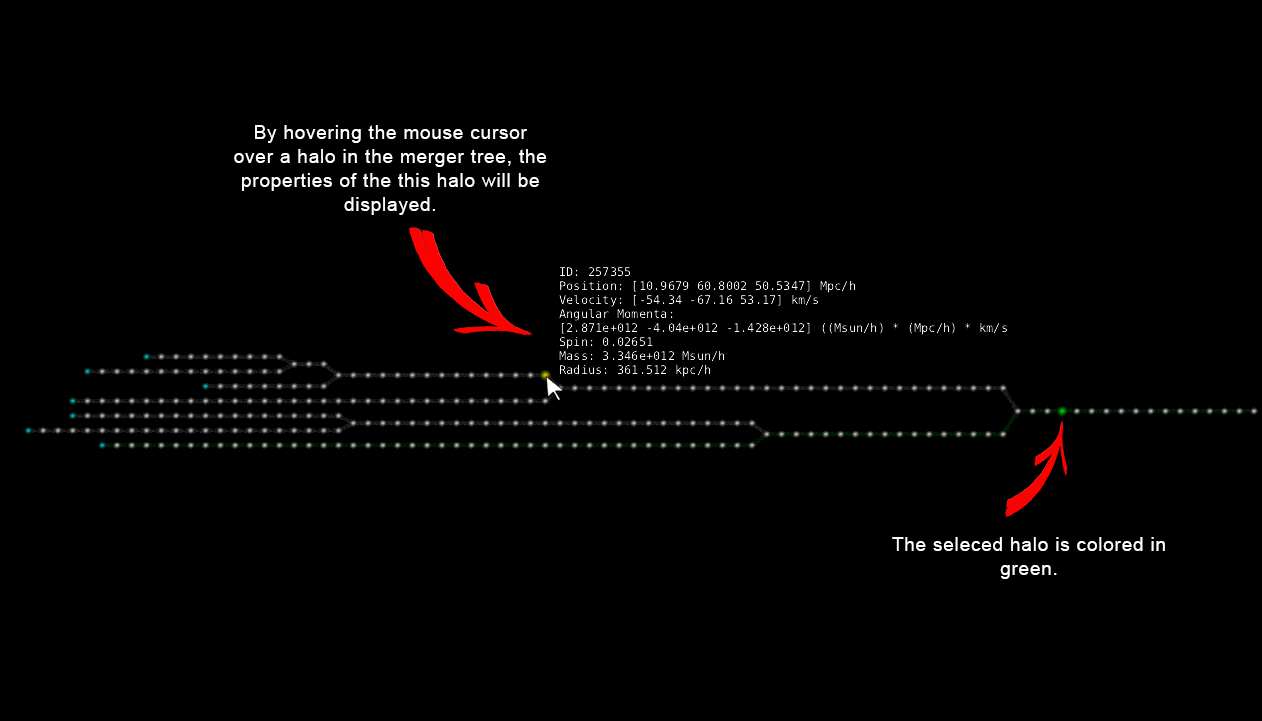 By hovering the mouse cursor
over a halo in the merger tree, the
properties of the this halo will be
displayed.
ID: 257355
Position: [10.9679 60.8002 50.5347] Mpc/h
Velocity: [-54.34 -67.16 53.17] km/s
Angular Momenta:
[2.871e+012 -4.04e+012 -1.428e+012] ((Msun/h) * (Mpc/h) * km/s
Spin: 0.02651
Mass: 3.346e+012 Msun/h
Radius: 361.512 kpc/h
The seleced halo is colored in
green.